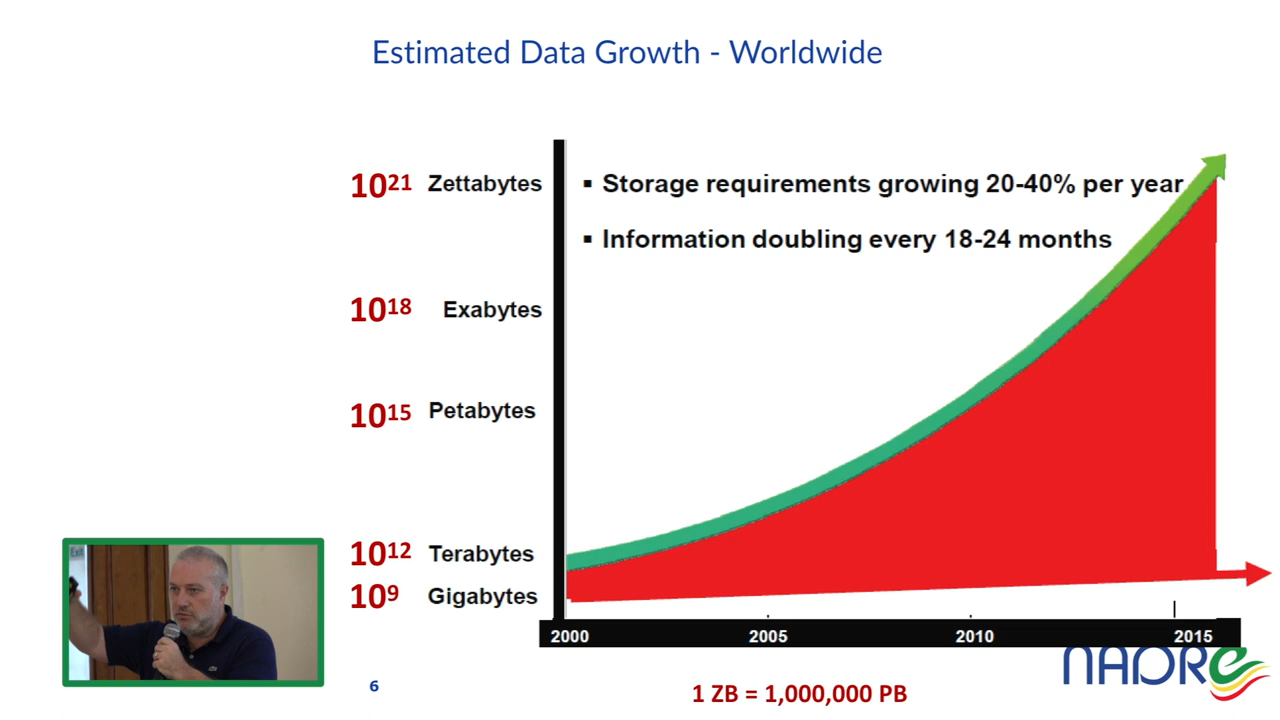 Estimated Data Growth - Worldwide
10²¹ Zettabytes
▪ Storage requirements growing 20-40% per year
▪ Information doubling every 18-24 months
10¹⁸ Exabytes
10¹⁵ Petabytes
10¹² Terabytes
10⁹ Gigabytes
2000 2005 2010 2015
Exit
NADRe
6
1 ZB = 1,000,000 PB